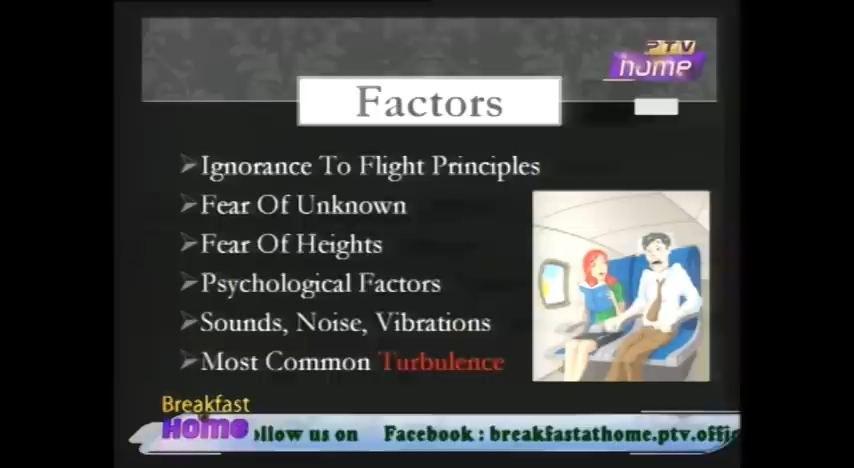 PTV
home
Factors
Ignorance To Flight Principles
Fear Of Unknown
Fear Of Heights
Psychological Factors
Sounds, Noise, Vibrations
Most Common Turbulence
Breakfast
HOME
ollow us on Facebook : breakfastathome.ptv.offic